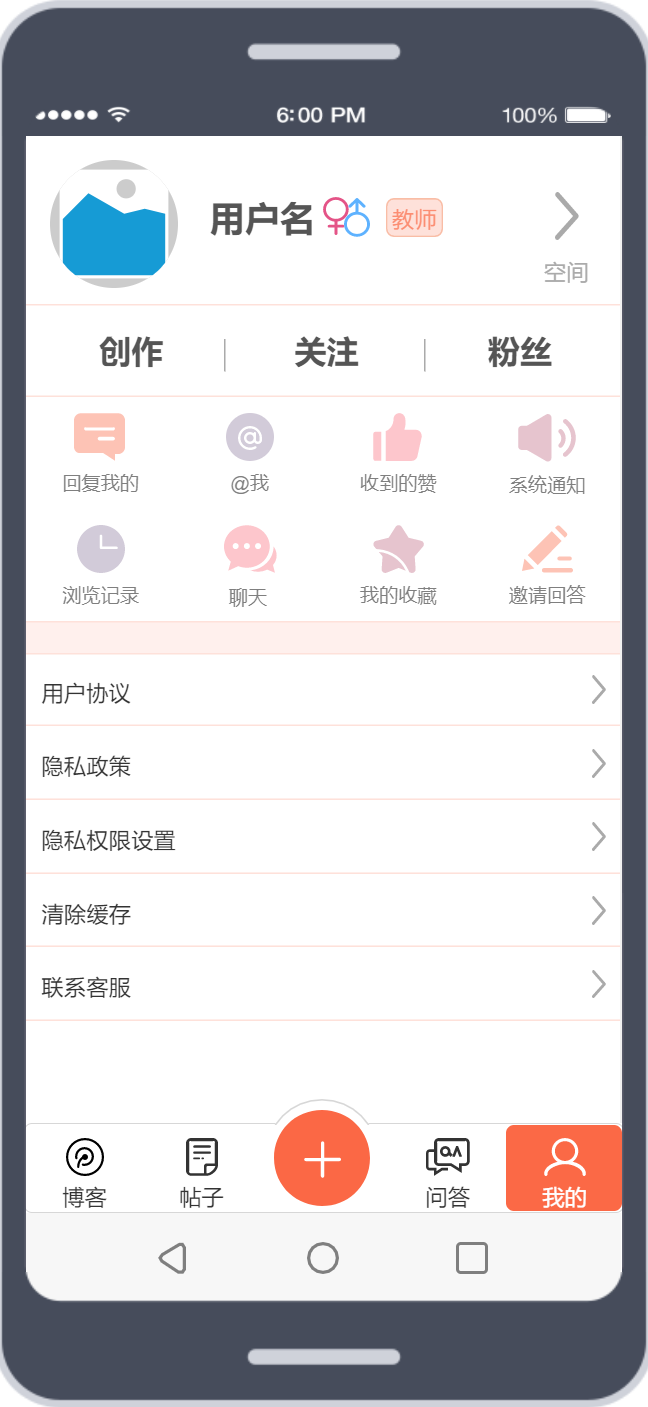 6:00 PM 100%
用户名 教师
空间
创作 关注 粉丝
回复我的 @我 收到的赞 系统通知
浏览记录 聊天 我的收藏 邀请回答
用户协议
隐私政策
隐私权限设置
清除缓存
联系客服
博客 帖子 问答 我的